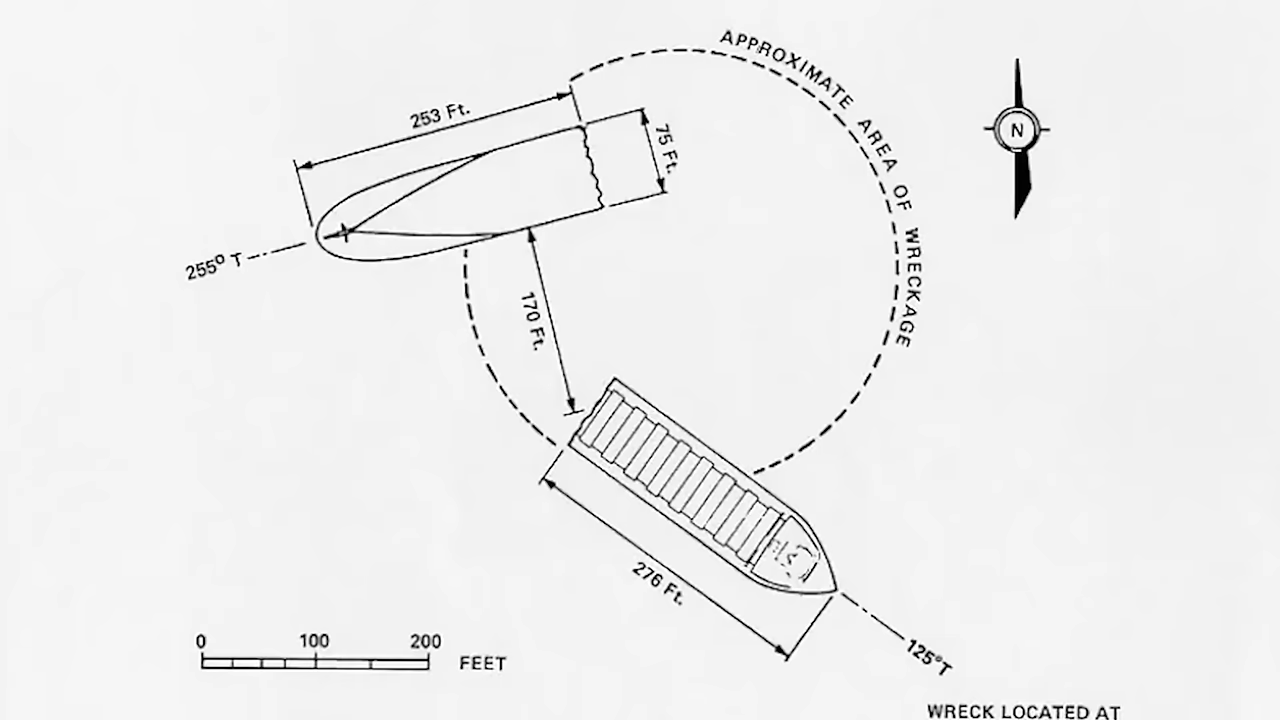 APPROXIMATE AREA OF WRECKAGE
253 Ft.
75 Ft.
N
255° T
170 Ft.
276 Ft.
0 100 200
FEET
125°T
WRECK LOCATED AT